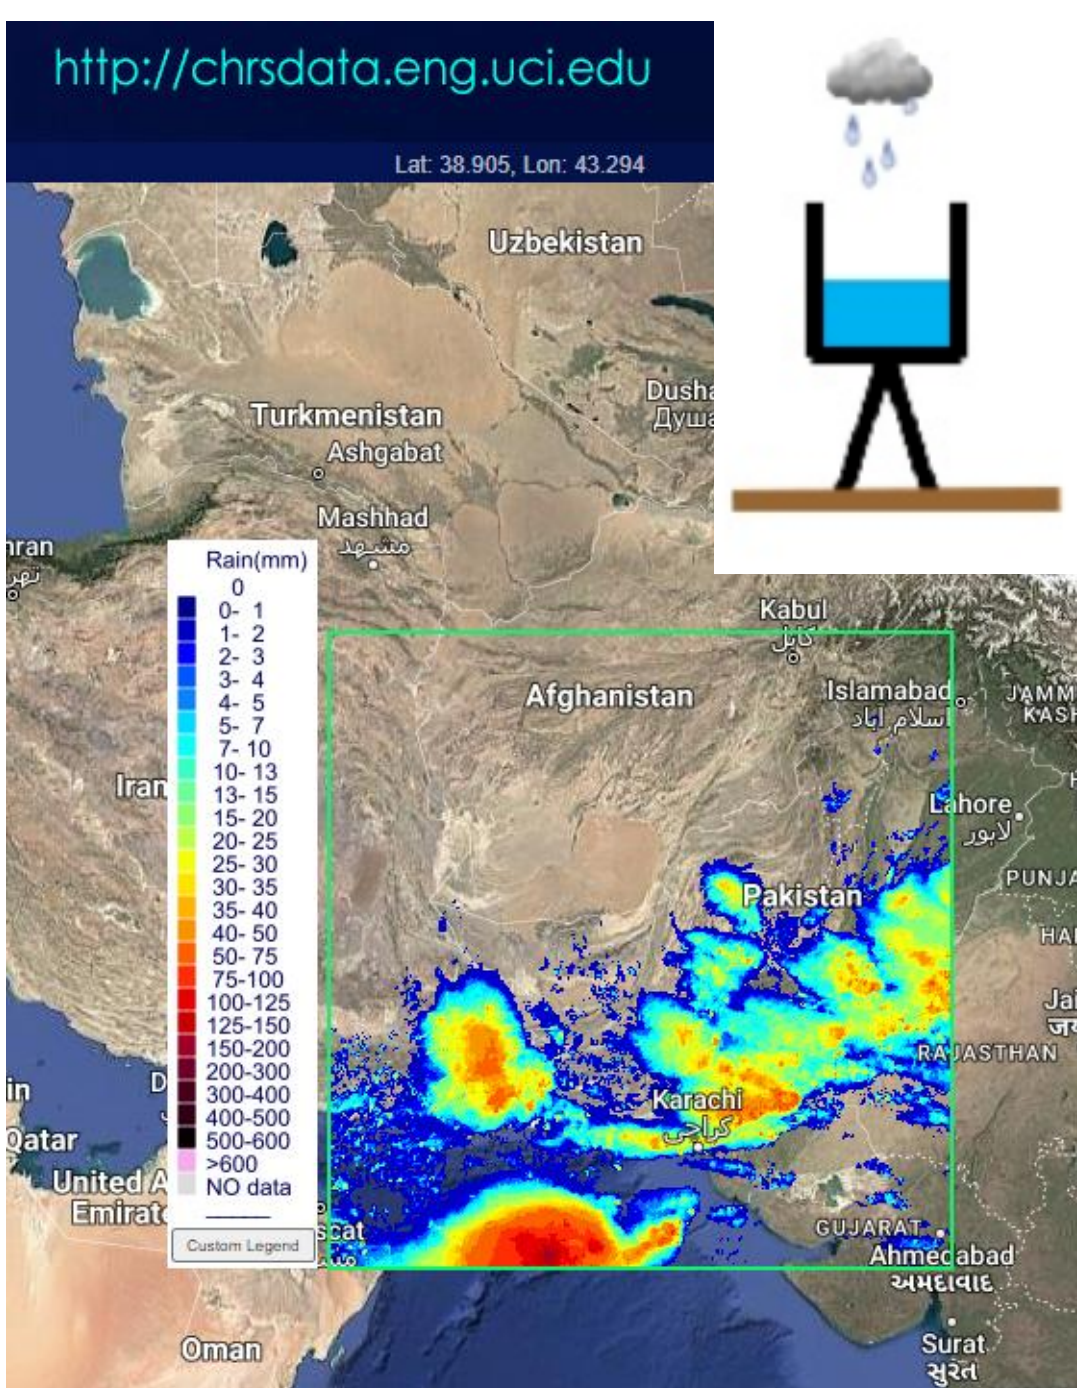 http://chrsdata.eng.uci.edu
Lat: 38.905, Lon: 43.294
Uzbekistan
Turkmenistan
Ashgabat
Mashhad
مشهد
Kabul
کابل
Afghanistan
Islamabad
اسلام آباد
Iran
Lahore
لاہور
Pakistan
Karachi
کراچی
RAJASTHAN
Qatar
GUJARAT
Ahmedabad
અમદાવાદ
Oman
Surat
સુરત
Rain(mm)
0
0- 1
1- 2
2- 3
3- 4
4- 5
5- 7
7- 10
10- 13
13- 15
15- 20
20- 25
25- 30
30- 35
35- 40
40- 50
50- 75
75-100
100-125
125-150
150-200
200-300
300-400
400-500
500-600
>600
NO data
Custom Legend